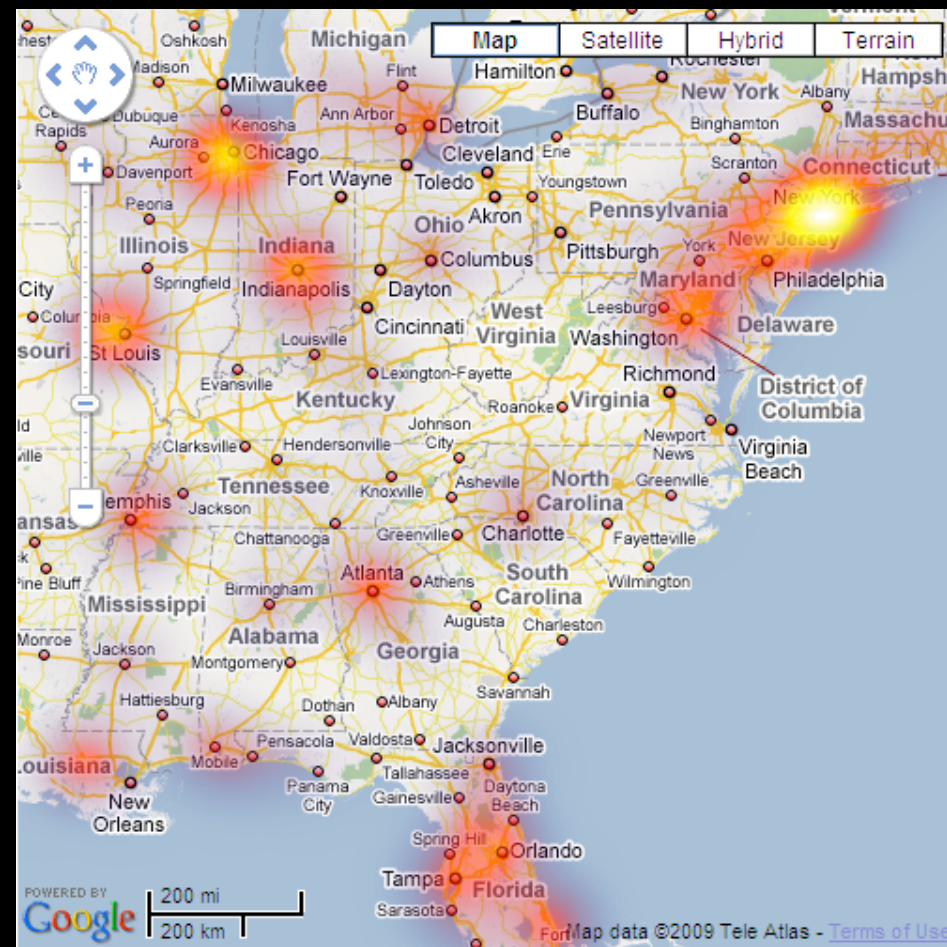 Vermont
Map
Satellite
Hybrid
Terrain
Oshkosh
Michigan
Rochester
Hamilton
Flint
Madison
Milwaukee
Buffalo
New York
Albany
Hampsh
Rapids
Dubuque
Kenosha
Ann Arbor
Detroit
Binghamton
Massachu
Aurora
Chicago
Cleveland
Erie
Scranton
Connecticut
Davenport
Fort Wayne
Toledo
Youngstown
New York
Peoria
Akron
Pennsylvania
Illinois
Indiana
Ohio
Pittsburgh
York
New Jersey
Springfield
Indianapolis
Dayton
Columbus
Maryland
Philadelphia
City
Leesburg
Columbia
West
Virginia
Cincinnati
Delaware
souri
St Louis
Louisville
Washington
Evansville
Lexington-Fayette
Richmond
Kentucky
Roanoke
Virginia
District of
Columbia
ld
Johnson
City
ville
Clarksville
Hendersonville
Newport
News
Virginia
Beach
Tennessee
Knoxville
Asheville
North
Carolina
Greenville
emphis
Jackson
ansas
Chattanooga
Greenville
Charlotte
Fayetteville
k
Pine Bluff
Atlanta
Athens
South
Carolina
Wilmington
Mississippi
Birmingham
Augusta
Charleston
Monroe
Alabama
Jackson
Montgomery
Georgia
Savannah
Hattiesburg
Dothan
Albany
Louisiana
Mobile
Pensacola
Valdosta
Jacksonville
New
Orleans
Panama
City
Tallahassee
Gainesville
Daytona
Beach
Spring Hill
Orlando
Tampa
Florida
Sarasota
Fort
POWERED BY
Google
200 mi
200 km
Map data ©2009 Tele Atlas - Terms of Use